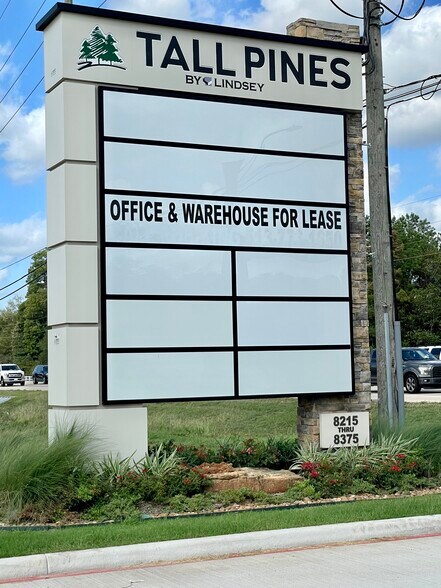 TALL PINES
BY LINDSEY
OFFICE & WAREHOUSE FOR LEASE
8215
THRU
8375